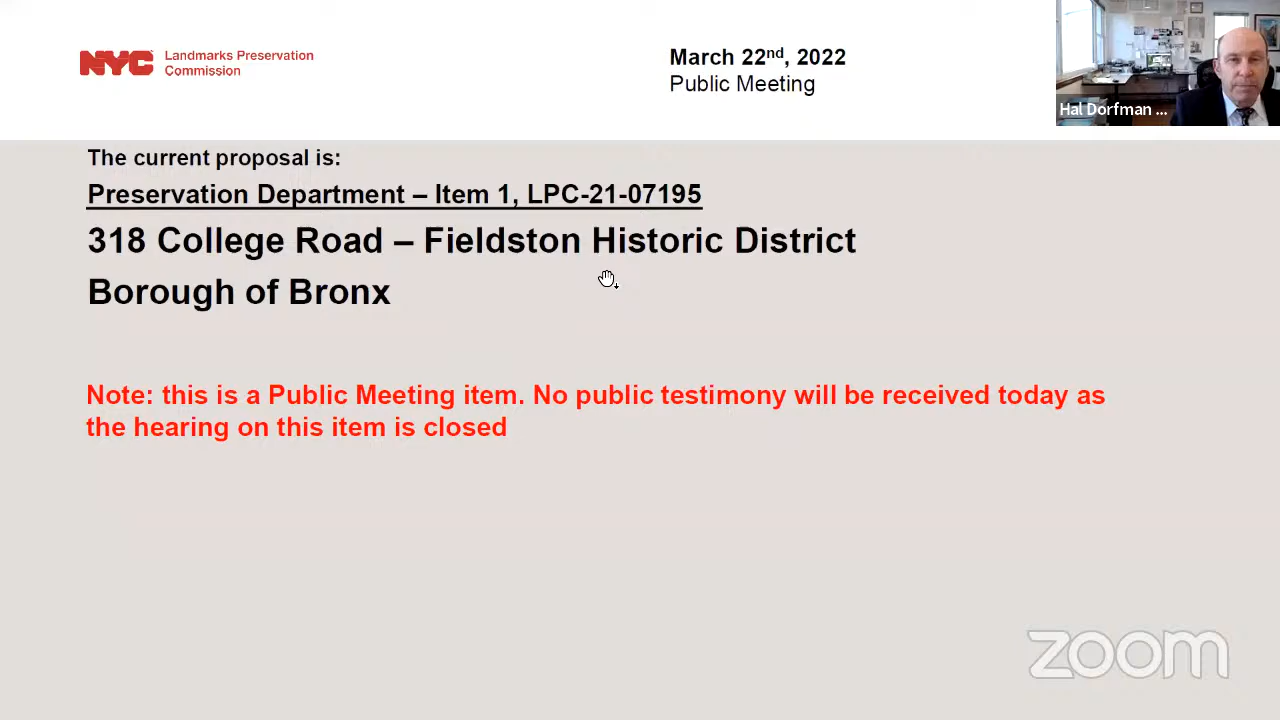 NYC Landmarks Preservation
Commission
March 22nd, 2022
Public Meeting
Hal Dorfman ...
The current proposal is:
Preservation Department – Item 1, LPC-21-07195
318 College Road – Fieldston Historic District
Borough of Bronx
Note: this is a Public Meeting item. No public testimony will be received today as
the hearing on this item is closed
zoom